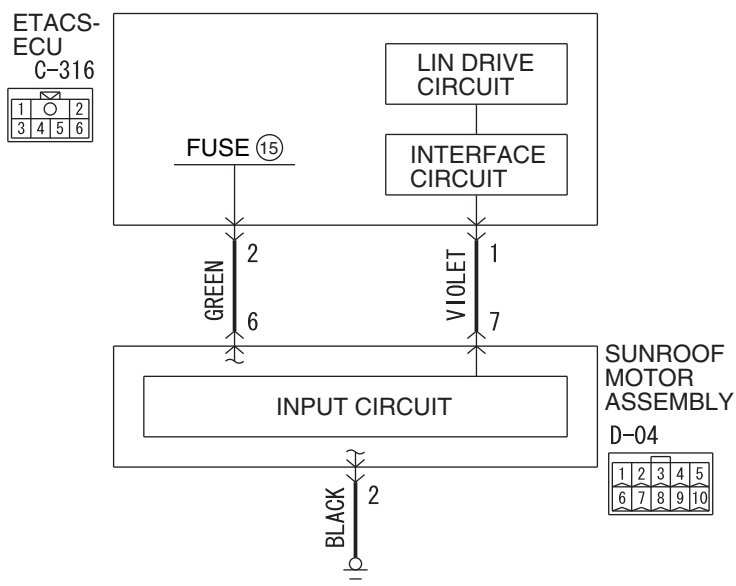 ETACS-
ECU
C-316
1 2
3 4 5 6
LIN DRIVE
CIRCUIT
FUSE 15
INTERFACE
CIRCUIT
2
1
GREEN
VIOLET
6
7
SUNROOF
MOTOR
ASSEMBLY
INPUT CIRCUIT
D-04
1 2 3 4 5
6 7 8 9 10
2
BLACK